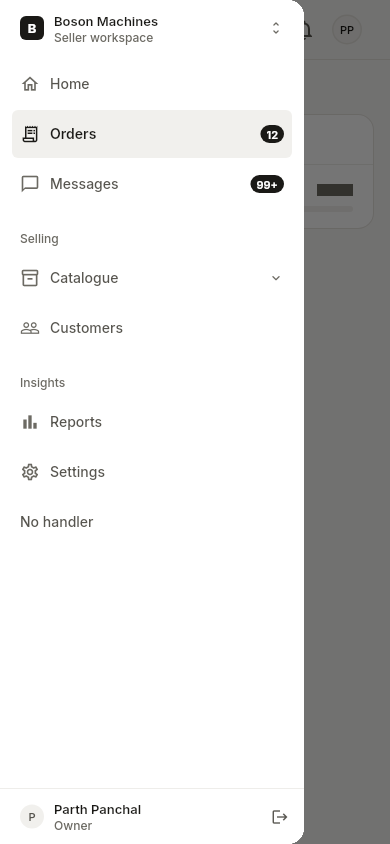 B
Boson Machines
Seller workspace
PP
Home
Orders 12
Messages 99+
Selling
Catalogue
Customers
Insights
Reports
Settings
No handler
P
Parth Panchal
Owner